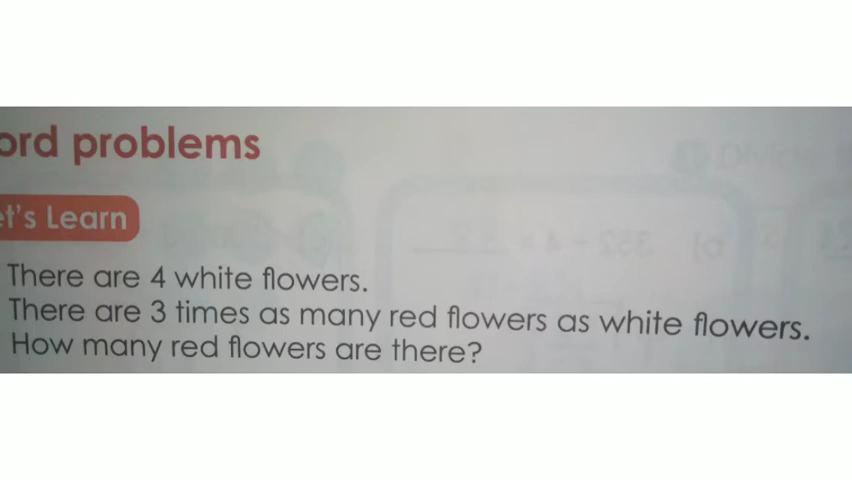 ord problems
et's Learn
There are 4 white flowers.
There are 3 times as many red flowers as white flowers.
How many red flowers are there?